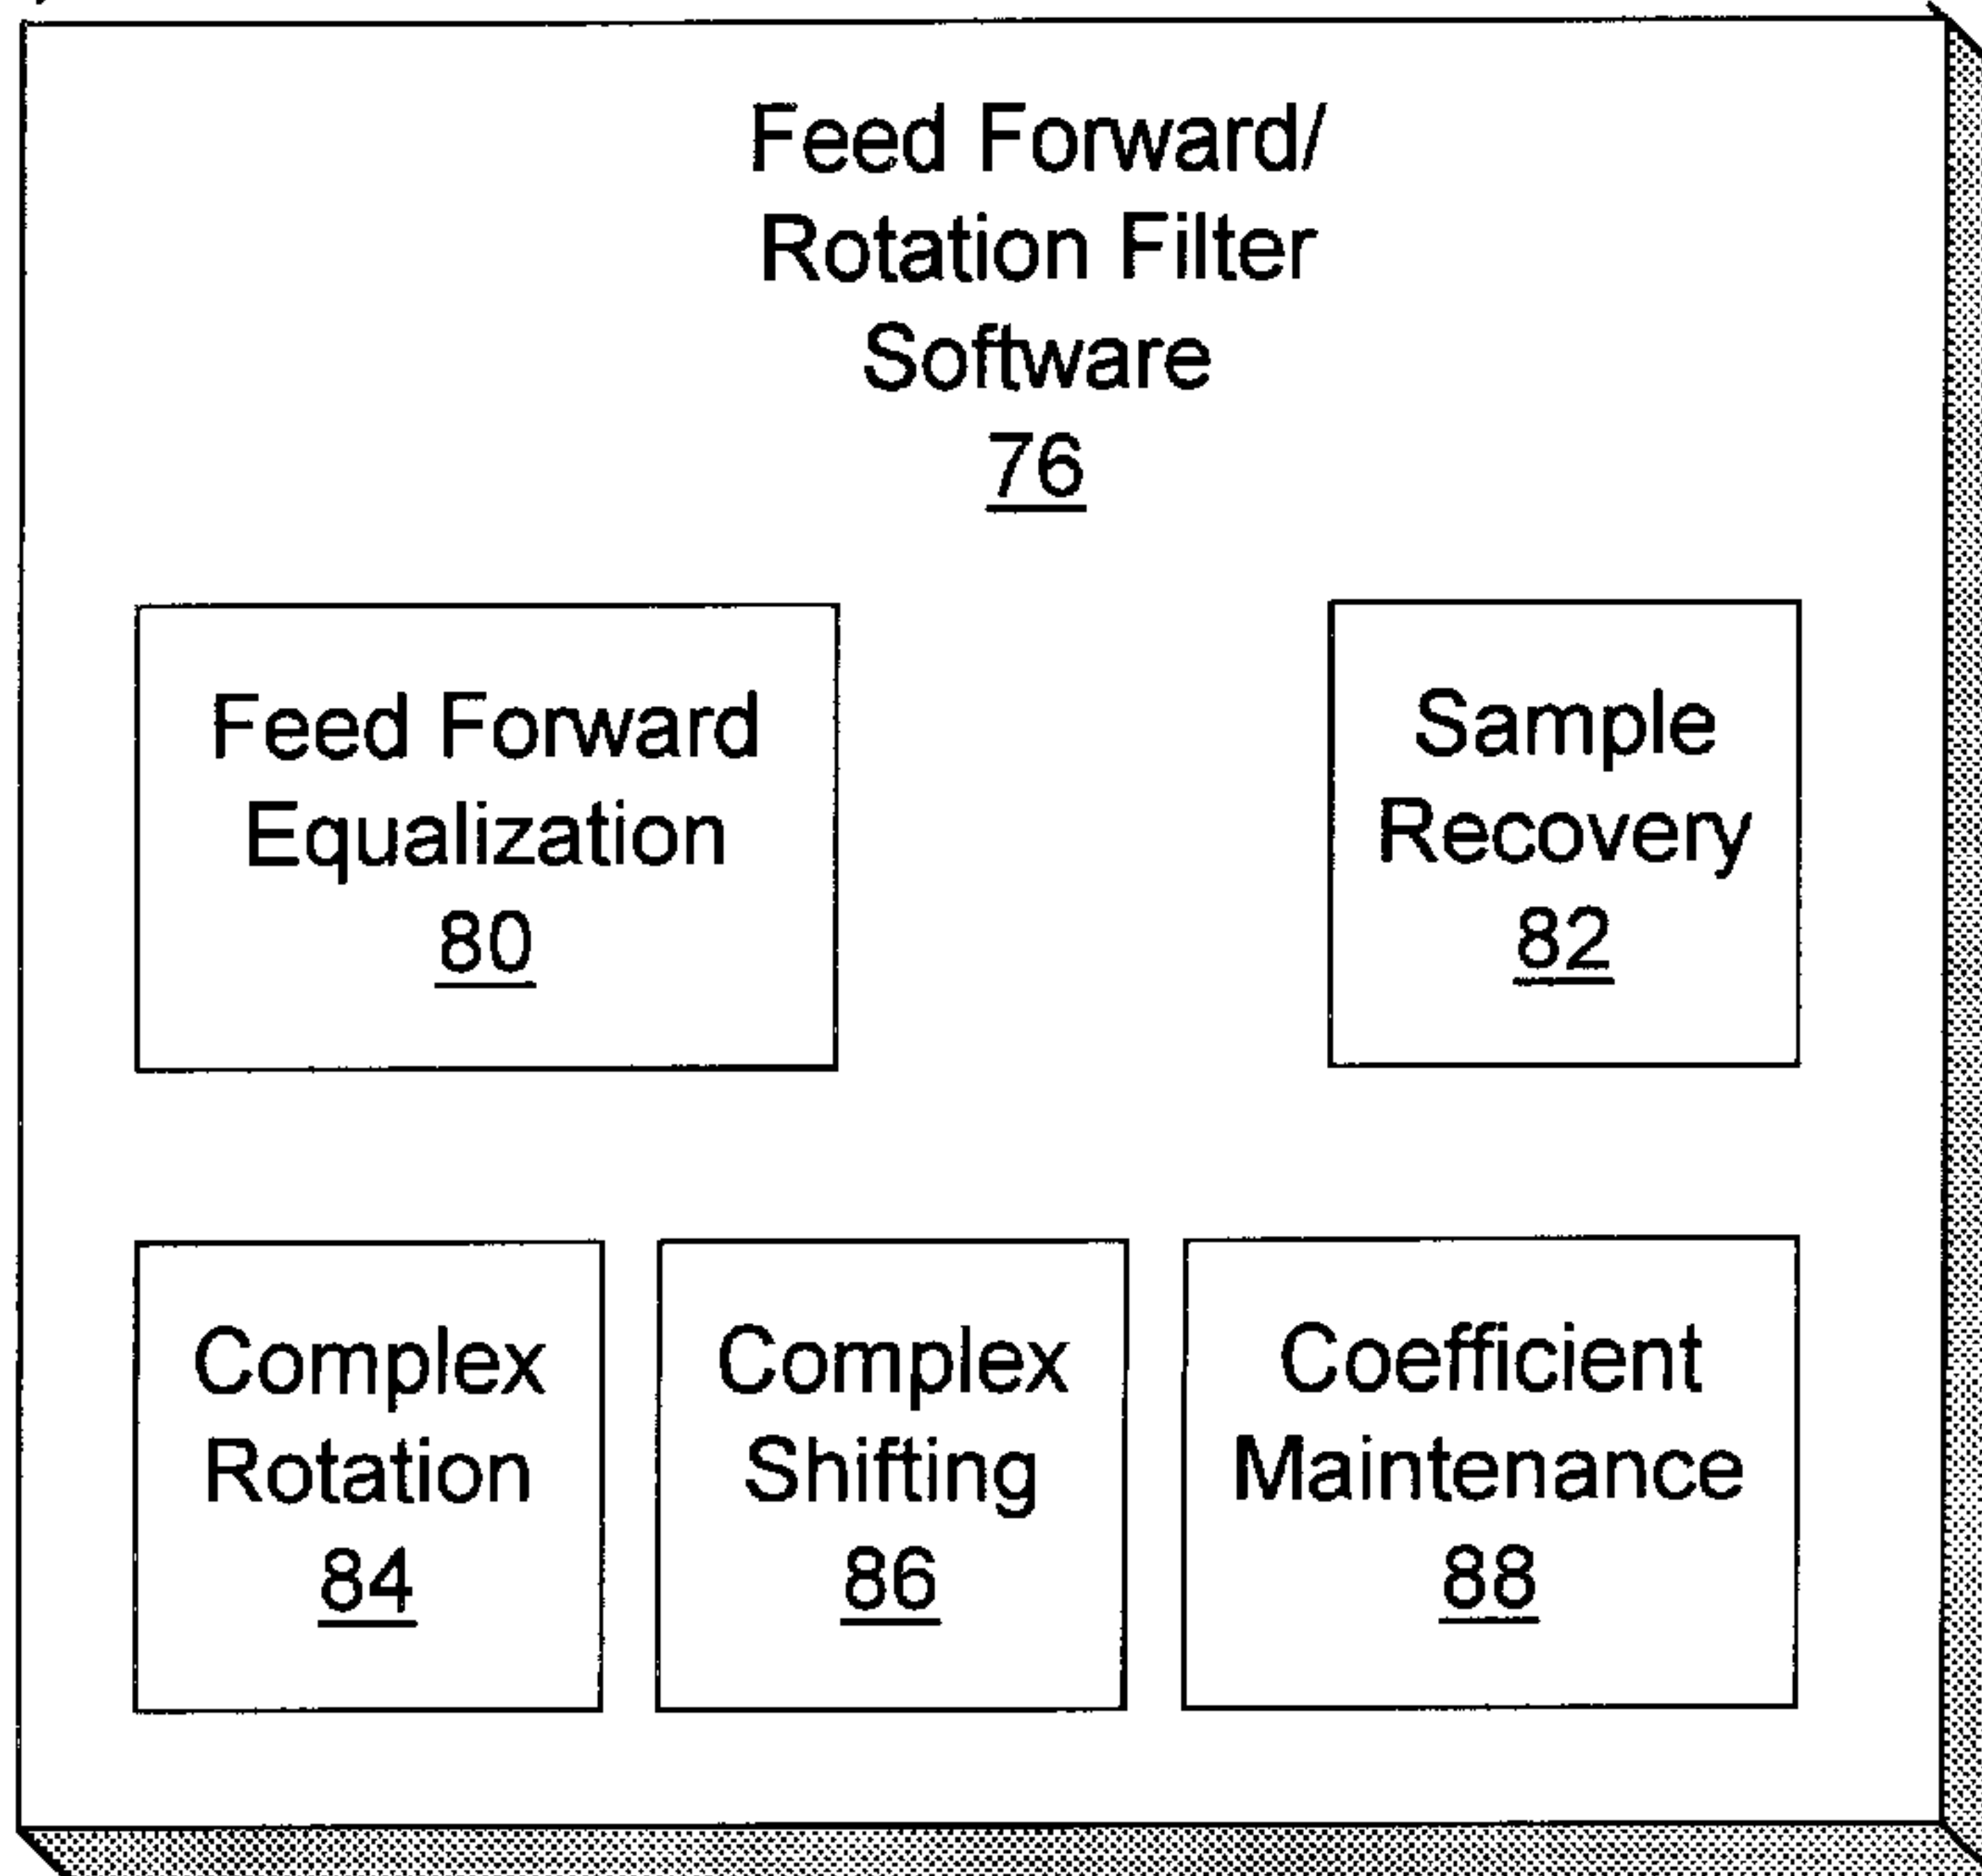 Feed Forward/
Rotation Filter
Software
76
Feed Forward
Equalization
80
Sample
Recovery
82
Complex
Rotation
84
Complex
Shifting
86
Coefficient
Maintenance
88